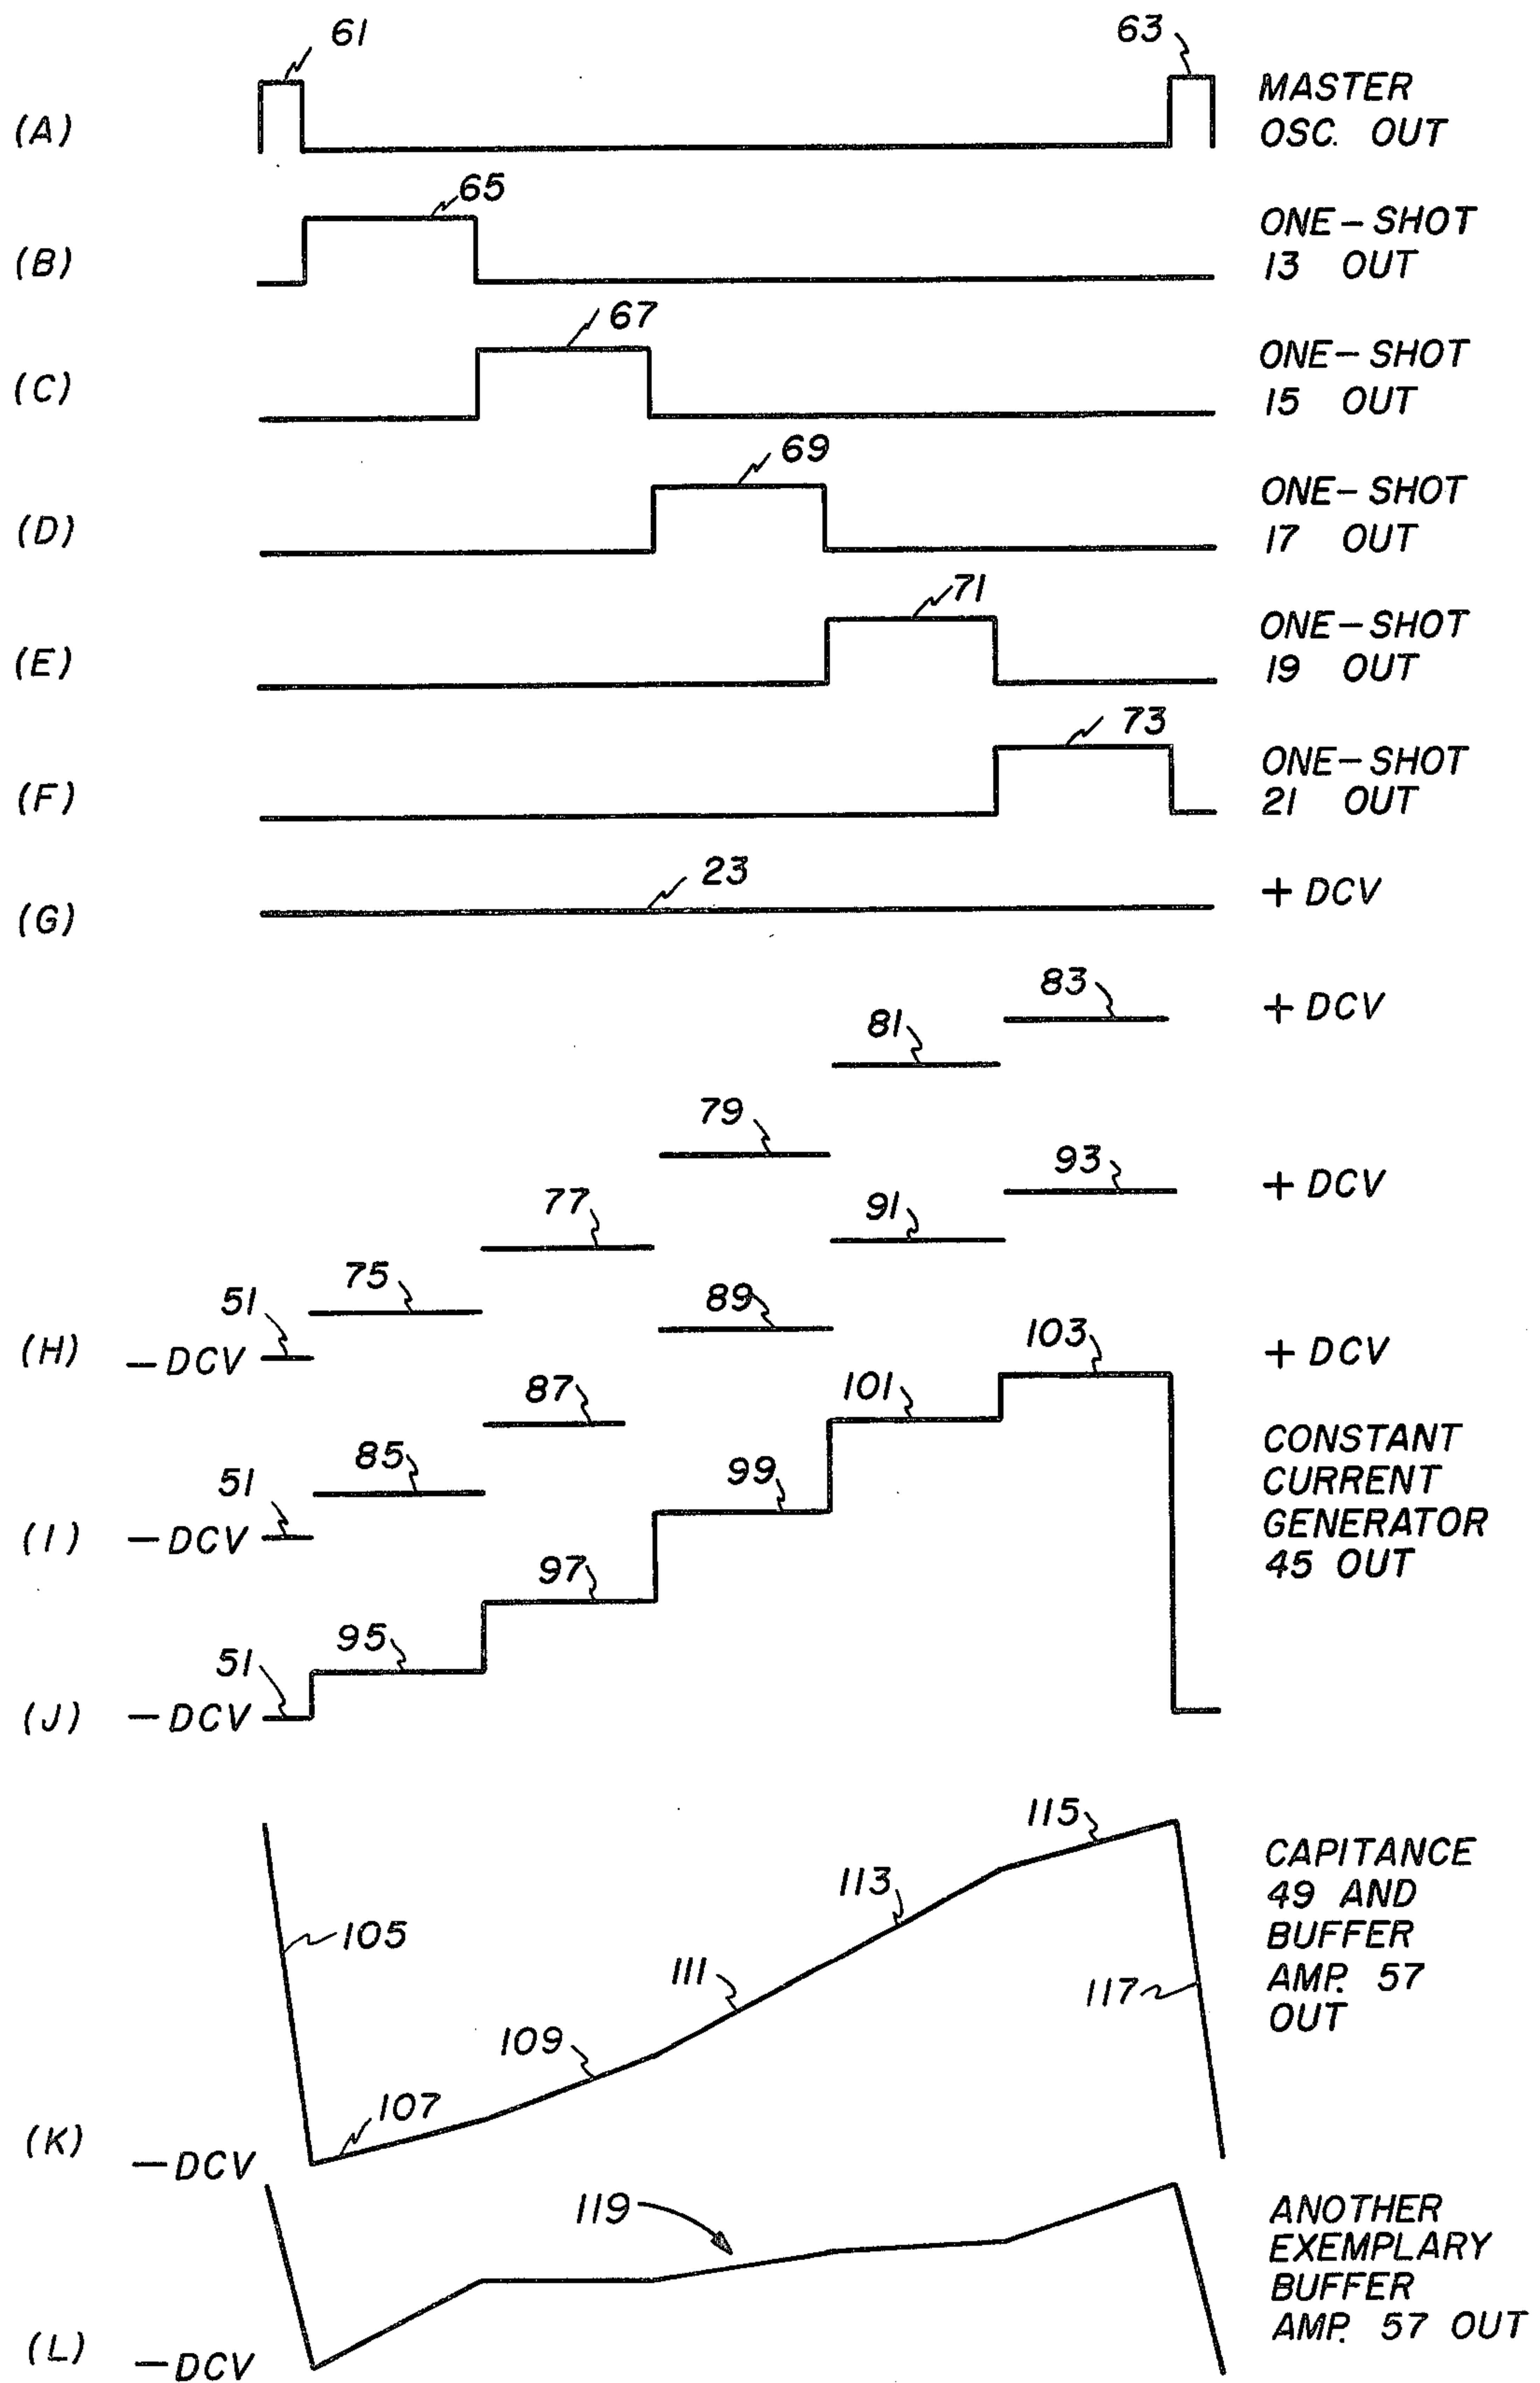 61
63
(A)
MASTER
OSC. OUT
65
(B)
ONE-SHOT
13 OUT
67
(C)
ONE-SHOT
15 OUT
69
(D)
ONE-SHOT
17 OUT
71
(E)
ONE-SHOT
19 OUT
73
(F)
ONE-SHOT
21 OUT
23
(G)
+ DCV
83
+ DCV
81
79
93
+ DCV
77
91
75
51
89
(H)
- DCV
103
+ DCV
87
101
85
51
99
(I)
- DCV
CONSTANT
CURRENT
GENERATOR
45 OUT
97
95
51
(J)
- DCV
115
113
105
111
117
CAPITANCE
49 AND
BUFFER
AMP. 57
OUT
109
107
(K)
- DCV
119
ANOTHER
EXEMPLARY
BUFFER
AMP. 57 OUT
(L)
- DCV